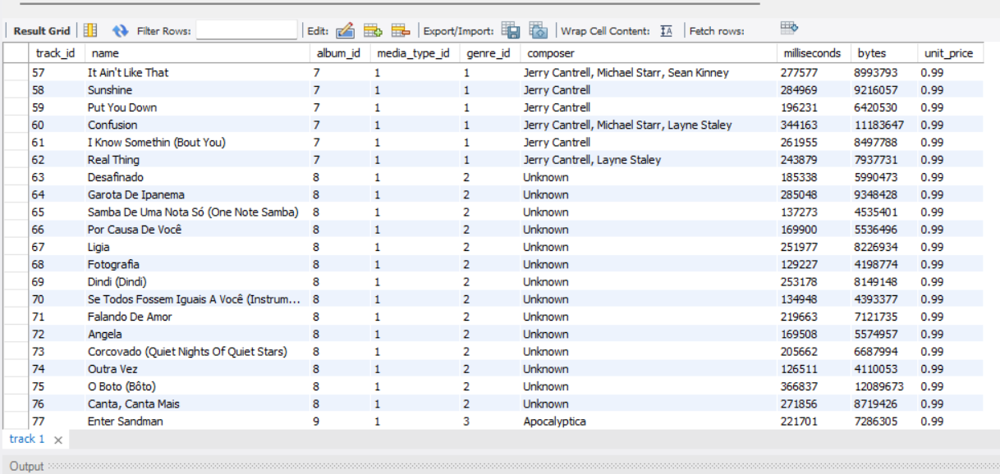 Result Grid Filter Rows: Edit: Export/Import: Wrap Cell Content: IA Fetch rows:
track_id name album_id media_type_id genre_id composer milliseconds bytes unit_price
57 It Ain't Like That 7 1 1 Jerry Cantrell, Michael Starr, Sean Kinney 277577 8993793 0.99
58 Sunshine 7 1 1 Jerry Cantrell 284969 9216057 0.99
59 Put You Down 7 1 1 Jerry Cantrell 196231 6420530 0.99
60 Confusion 7 1 1 Jerry Cantrell, Michael Starr, Layne Staley 344163 11183647 0.99
61 I Know Somethin (Bout You) 7 1 1 Jerry Cantrell 261955 8497788 0.99
62 Real Thing 7 1 1 Jerry Cantrell, Layne Staley 243879 7937731 0.99
63 Desafinado 8 1 2 Unknown 185338 5990473 0.99
64 Garota De Ipanema 8 1 2 Unknown 285048 9348428 0.99
65 Samba De Uma Nota Só (One Note Samba) 8 1 2 Unknown 137273 4535401 0.99
66 Por Causa De Você 8 1 2 Unknown 169900 5536496 0.99
67 Ligia 8 1 2 Unknown 251977 8226934 0.99
68 Fotografia 8 1 2 Unknown 129227 4198774 0.99
69 Dindi (Dindi) 8 1 2 Unknown 253178 8149148 0.99
70 Se Todos Fossem Iguais A Você (Instrum... 8 1 2 Unknown 134948 4393377 0.99
71 Falando De Amor 8 1 2 Unknown 219663 7121735 0.99
72 Angela 8 1 2 Unknown 169508 5574957 0.99
73 Corcovado (Quiet Nights Of Quiet Stars) 8 1 2 Unknown 205662 6687994 0.99
74 Outra Vez 8 1 2 Unknown 126511 4110053 0.99
75 O Boto (Bôto) 8 1 2 Unknown 366837 12089673 0.99
76 Canta, Canta Mais 8 1 2 Unknown 271856 8719426 0.99
77 Enter Sandman 9 1 3 Apocalyptica 221701 7286305 0.99
track 1
Output